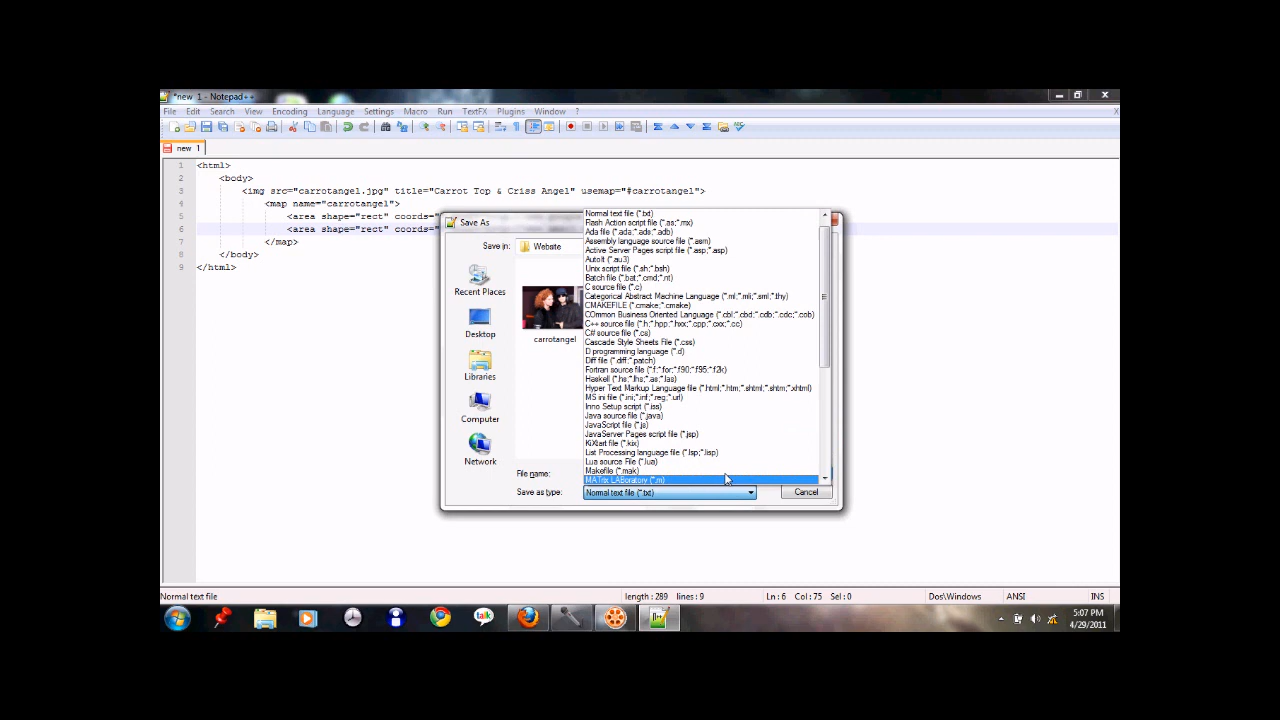 *new 1 - Notepad++
File Edit Search View Encoding Language Settings Macro Run TextFX Plugins Window ? X
new 1
1 <html>
2 <body>
3 <img src="carrotangel.jpg" title="Carrot Top & Criss Angel" usemap="#carrotangel">
4 <map name="carrotangel">
5 <area shape="rect" coords="
6 <area shape="rect" coords="
7 </map>
8 </body>
9 </html>
Save As
Save in: Website
Recent Places
Desktop
Libraries
Computer
Network
carrotangel
Normal text file (*.txt)
Flash Action script file (*.as;*.mx)
Ada file (*.ada;*.ads;*.adb)
Assembly language source file (*.asm)
Active Server Pages script file (*.asp;*.asp)
AutoIt (*.au3)
Unix script file (*.sh;*.bsh)
Batch file (*.bat;*.cmd;*.nt)
C source file (*.c)
Categorical Abstract Machine Language (*.ml;*.mli;*.sml;*.thy)
CMAKEFILE (*.cmake;*.cmake)
COmmon Business Oriented Language (*.cbl;*.cbd;*.cdb;*.cdc;*.cob)
C++ source file (*.h;*.hpp;*.hxx;*.cpp;*.cxx;*.cc)
C# source file (*.cs)
Cascade Style Sheets File (*.css)
D programming language (*.d)
Diff file (*.diff;*.patch)
Fortran source file (*.f;*.for;*.f90;*.f95;*.f2k)
Haskell (*.hs;*.lhs;*.as;*.las)
Hyper Text Markup Language file (*.html;*.htm;*.shtml;*.shtm;*.xhtml)
MS ini file (*.ini;*.inf;*.reg;*.url)
Inno Setup script (*.iss)
Java source file (*.java)
JavaScript file (*.js)
JavaServer Pages script file (*.jsp)
KiXtart file (*.kix)
List Processing language file (*.lsp;*.lisp)
Lua source File (*.lua)
Makefile (*.mak)
MATrix LABoratory (*.m)
File name:
Save as type: Normal text file (*.txt) Cancel
Normal text file length : 289 lines : 9 Ln : 6 Col : 75 Sel : 0 Dos\Windows ANSI INS
talk
5:07 PM
4/29/2011